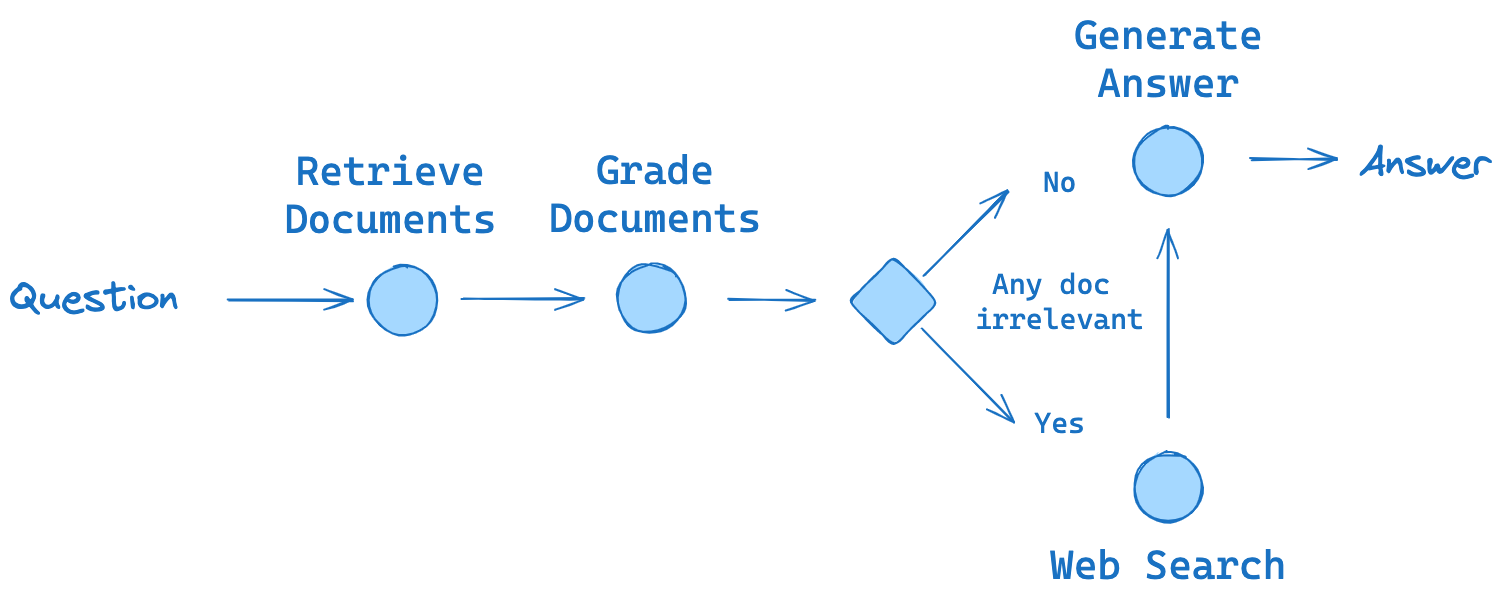 Question
Retrieve
Documents
Grade
Documents
Any doc
irrelevant
No
Yes
Generate
Answer
Answer
Web Search